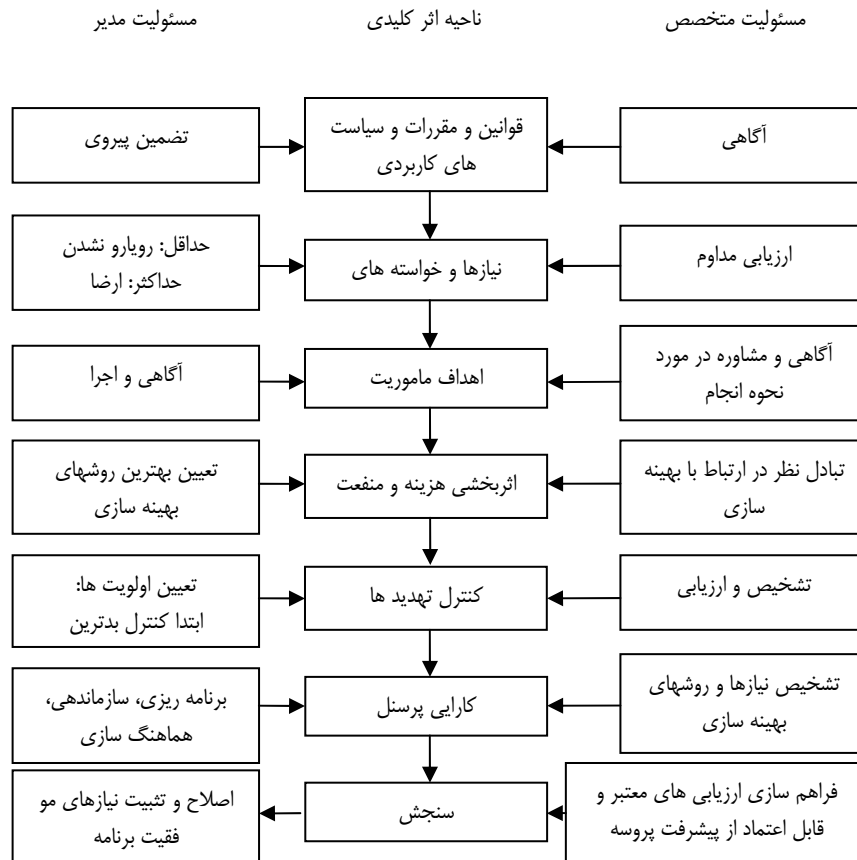 مسئولیت متخصص
ناحیه اثر کلیدی
مسئولیت مدیر
آگاهی
قوانین و مقررات و سیاست
های کاربردی
تضمین پیروی
ارزیابی مداوم
نیازها و خواسته های
حداقل: رویارو نشدن
حداکثر: ارضا
آگاهی و مشاوره در مورد
نحوه انجام
اهداف ماموریت
آگاهی و اجرا
تبادل نظر در ارتباط با بهینه
سازی
اثربخشی هزینه و منفعت
تعیین بهترین روشهای
بهینه سازی
تشخیص و ارزیابی
کنترل تهدید ها
تعیین اولویت ها:
ابتدا کنترل بدترین
تشخیص نیازها و روشهای
بهینه سازی
کارایی پرسنل
برنامه ریزی، سازماندهی،
هماهنگ سازی
فراهم سازی ارزیابی های معتبر و
قابل اعتماد از پیشرفت پروسه
سنجش
اصلاح و تثبیت نیازهای مو
فقیت برنامه